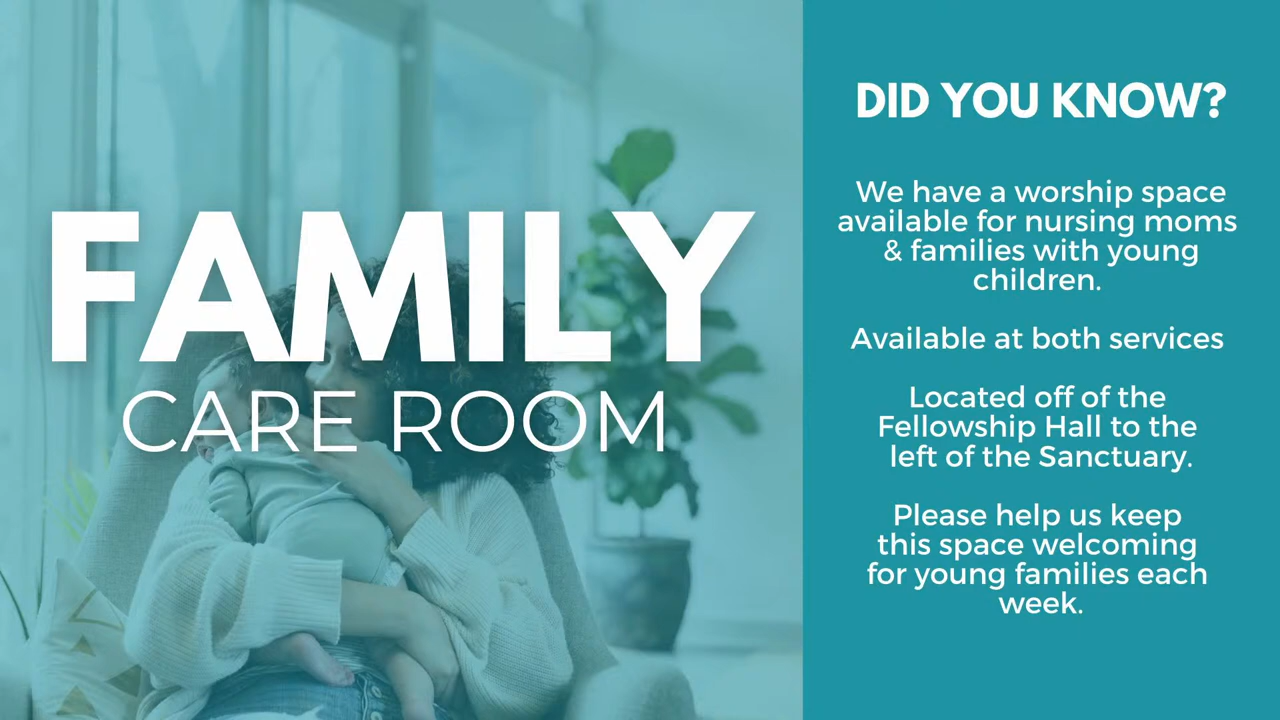 FAMILY
CARE ROOM
DID YOU KNOW?
We have a worship space
available for nursing moms
& families with young
children.
Available at both services
Located off of the
Fellowship Hall to the
left of the Sanctuary.
Please help us keep
this space welcoming
for young families each
week.